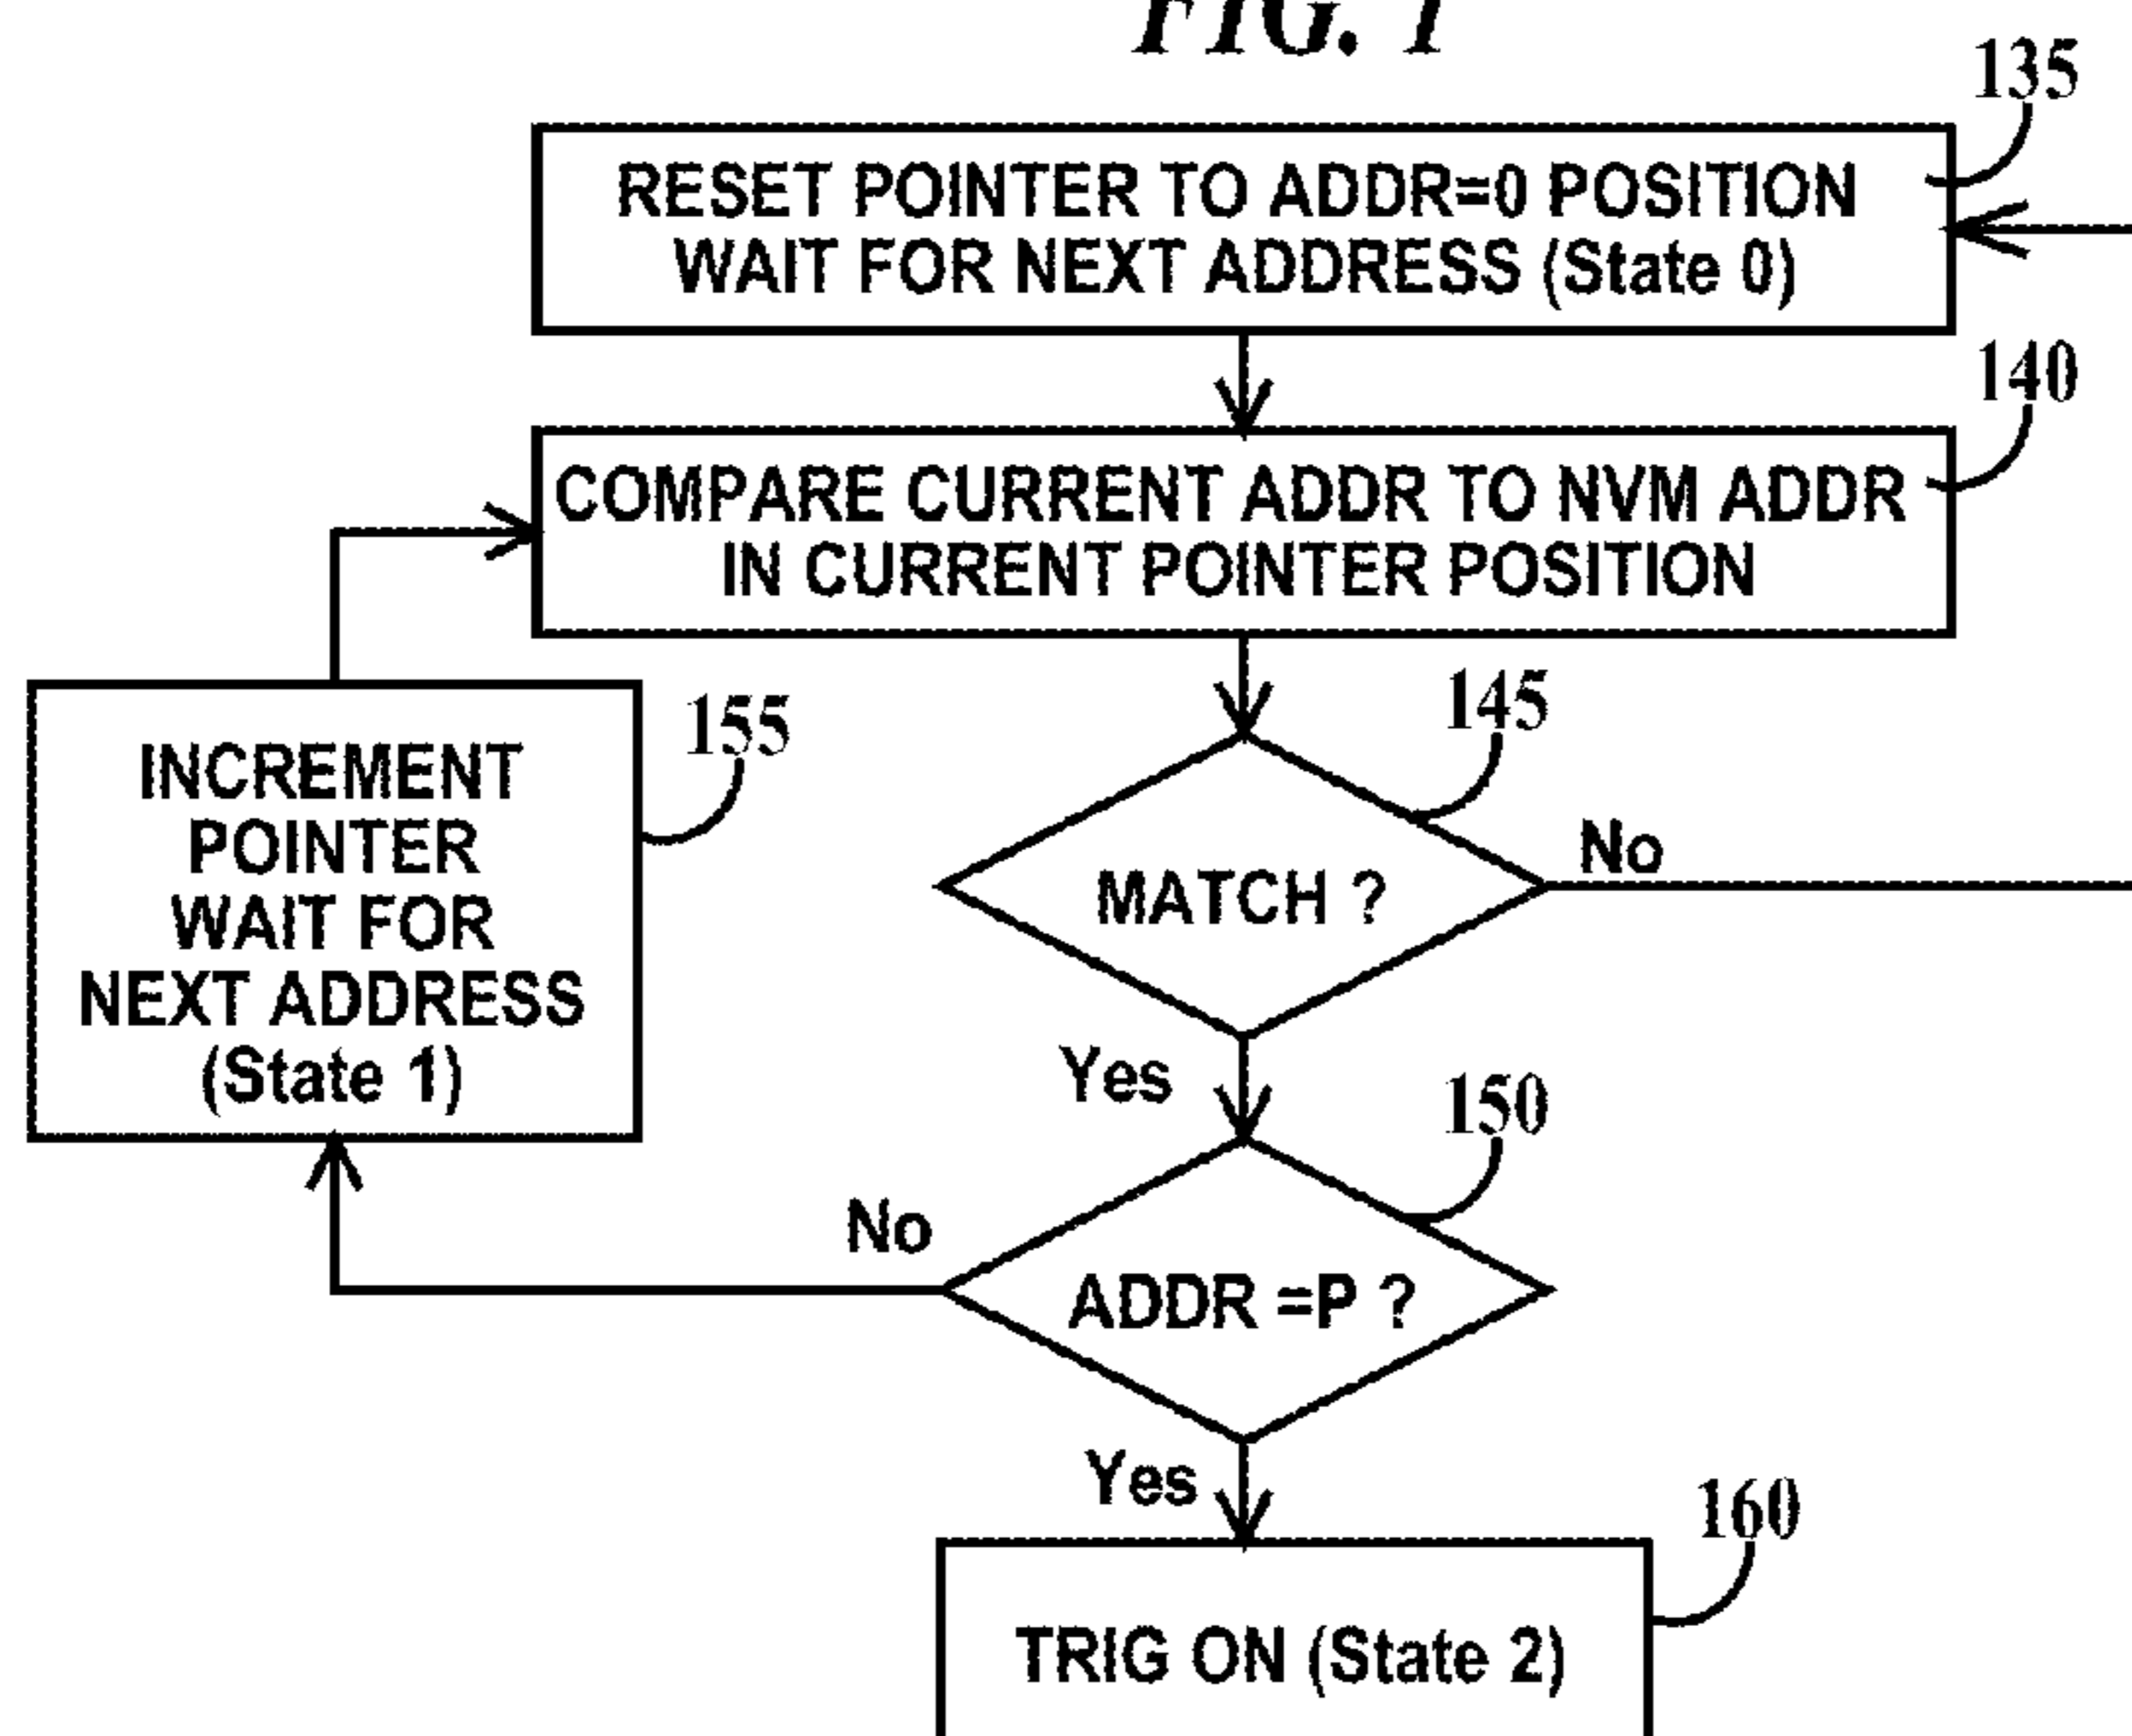 FIG. 1
135
RESET POINTER TO ADDR=0 POSITION
WAIT FOR NEXT ADDRESS (State 0)
140
COMPARE CURRENT ADDR TO NVM ADDR
IN CURRENT POINTER POSITION
145
155
INCREMENT
POINTER
WAIT FOR
NEXT ADDRESS
(State 1)
MATCH ?
No
Yes
150
No
ADDR =P ?
Yes
160
TRIG ON (State 2)